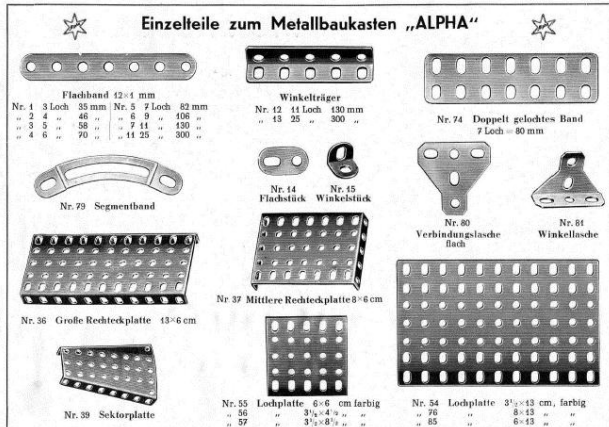 Einzelteile zum Metallbaukasten „ALPHA“
Flachband 12×1 mm
Nr. 1 3 Loch 35 mm Nr. 5 7 Loch 82 mm
„ 2 4 „ 46 „ „ 6 9 „ 106 „
„ 3 5 „ 58 „ „ 7 11 „ 130 „
„ 4 6 „ 70 „ „ 11 25 „ 300 „
Winkelträger
Nr. 12 11 Loch 130 mm
„ 13 25 „ 300 „
Nr. 74 Doppelt gelochtes Band
7 Loch = 80 mm
Nr. 79 Segmentband
Nr. 14
Flachstück
Nr. 15
Winkelstück
Nr. 80
Verbindungslasche
flach
Nr. 81
Winkellasche
Nr. 36 Große Rechteckplatte 13×6 cm
Nr. 37 Mittlere Rechteckplatte 8×6 cm
Nr. 39 Sektorplatte
Nr. 55 Lochplatte 6×6 cm farbig
„ 56 „ 3½×4½ „ „
„ 57 „ 3½×8½ „ „
Nr. 54 Lochplatte 3½×13 cm, farbig
„ 76 „ 8×13 „ „
„ 85 „ 6×13 „ „